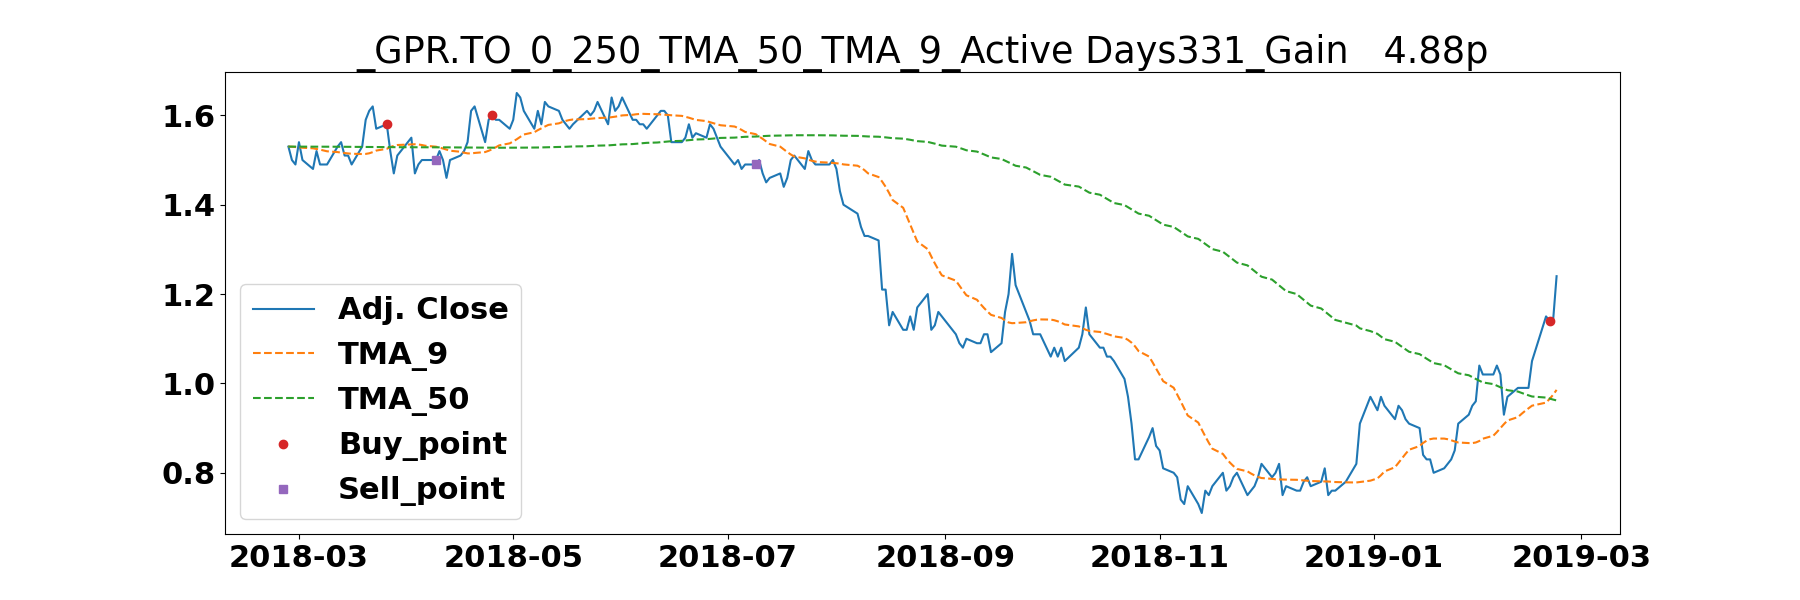 _GPR.TO_0_250_TMA_50_TMA_9_Active Days331_Gain   4.88p
1.6
1.4
1.2
1.0
0.8
Adj. Close
TMA_9
TMA_50
Buy_point
Sell_point
2018-03 2018-05 2018-07 2018-09 2018-11 2019-01 2019-03